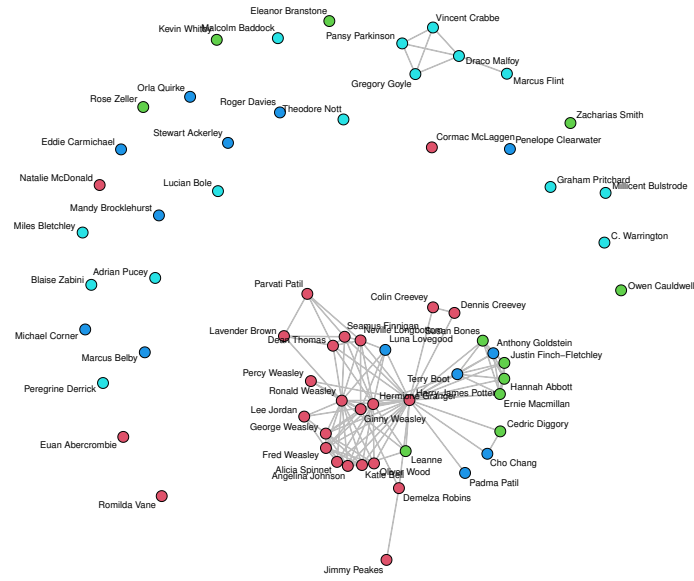 Eleanor Branstone
Vincent Crabbe
Kevin Whitby
Malcolm Baddock
Pansy Parkinson
Draco Malfoy
Marcus Flint
Gregory Goyle
Orla Quirke
Rose Zeller
Roger Davies
Theodore Nott
Zacharias Smith
Stewart Ackerley
Cormac McLaggen
Penelope Clearwater
Eddie Carmichael
Natalie McDonald
Lucian Bole
Graham Pritchard
Millicent Bulstrode
Mandy Brocklehurst
Miles Bletchley
C. Warrington
Adrian Pucey
Blaise Zabini
Parvati Patil
Owen Cauldwell
Colin Creevey
Dennis Creevey
Michael Corner
Lavender Brown
Seamus Finnigan
Neville Longbottom
Susan Bones
Dean Thomas
Luna Lovegood
Anthony Goldstein
Justin Finch−Fletchley
Marcus Belby
Percy Weasley
Terry Boot
Hannah Abbott
Peregrine Derrick
Ronald Weasley
Hermione Granger
Harry James Potter
Ernie Macmillan
Lee Jordan
Ginny Weasley
George Weasley
Cedric Diggory
Euan Abercrombie
Fred Weasley
Leanne
Cho Chang
Alicia Spinnet
Oliver Wood
Angelina Johnson
Katie Bell
Padma Patil
Demelza Robins
Romilda Vane
Jimmy Peakes